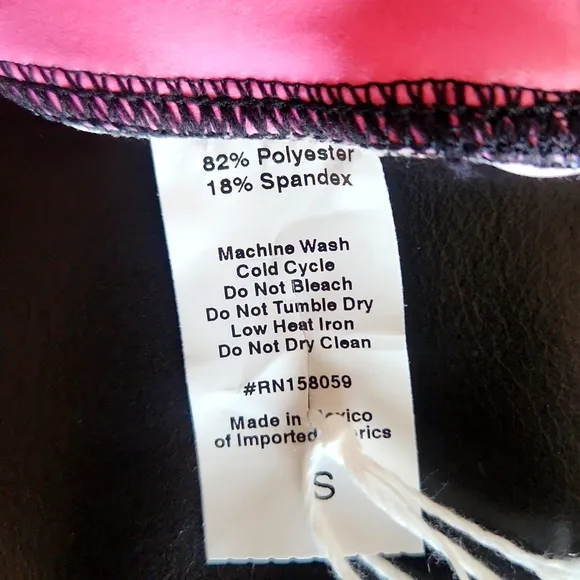 82% Polyester
18% Spandex
Machine Wash
Cold Cycle
Do Not Bleach
Do Not Tumble Dry
Low Heat Iron
Do Not Dry Clean
#RN158059
Made in
of Imported
S